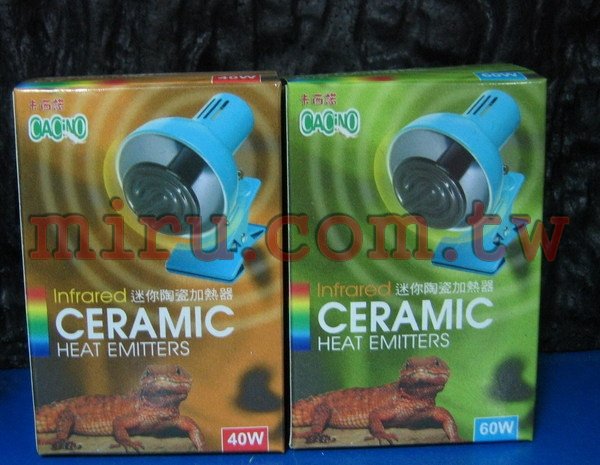 40W
卡西諾
CACiNO
Infrared 迷你陶瓷加熱器
CERAMIC
HEAT EMITTERS
40W
60W
卡西諾
CACiNO
Infrared 迷你陶瓷加熱器
CERAMIC
HEAT EMITTERS
60W
miru.com.tw